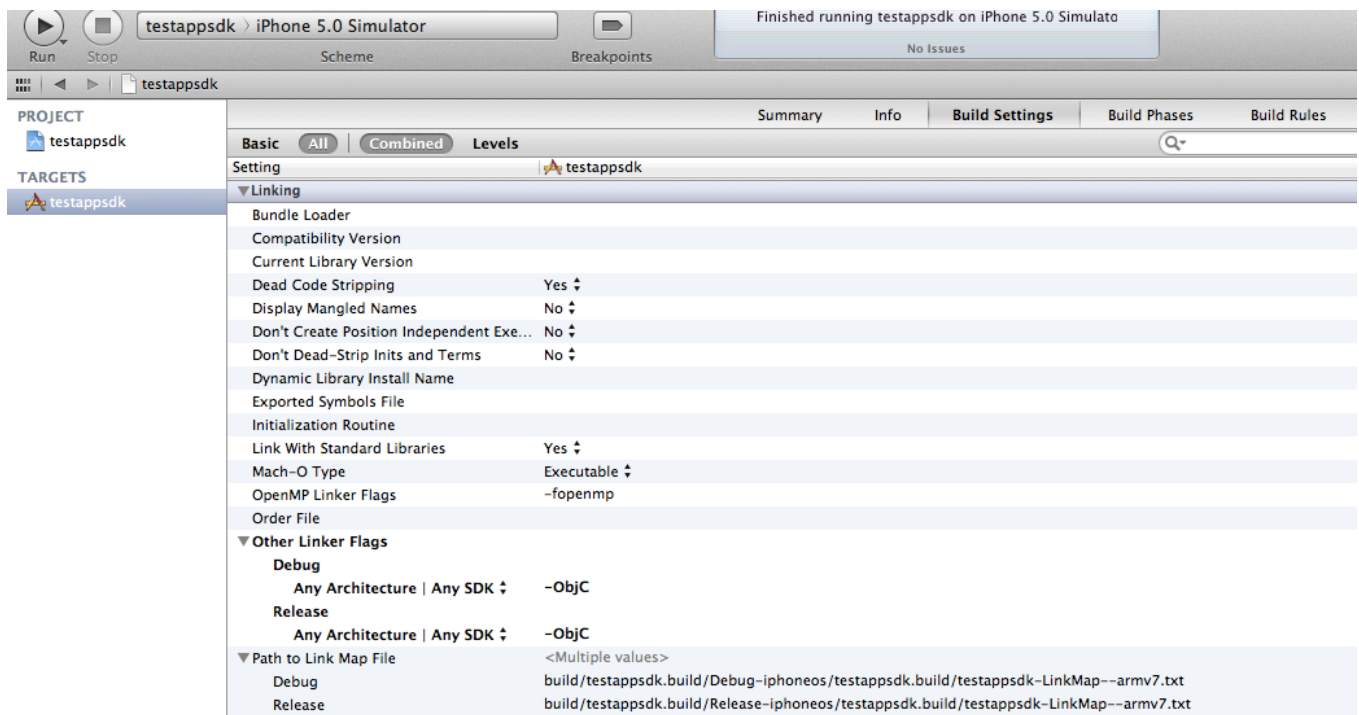 testappsdk › iPhone 5.0 Simulator
Finished running testappsdk on iPhone 5.0 Simulato
No Issues
Run Stop Scheme Breakpoints
testappsdk
PROJECT
testappsdk
TARGETS
testappsdk
Summary Info Build Settings Build Phases Build Rules
Basic All Combined Levels
Setting testappsdk
Linking
Bundle Loader
Compatibility Version
Current Library Version
Dead Code Stripping Yes
Display Mangled Names No
Don't Create Position Independent Exe... No
Don't Dead-Strip Inits and Terms No
Dynamic Library Install Name
Exported Symbols File
Initialization Routine
Link With Standard Libraries Yes
Mach-O Type Executable
OpenMP Linker Flags -fopenmp
Order File
Other Linker Flags
Debug
Any Architecture | Any SDK -ObjC
Release
Any Architecture | Any SDK -ObjC
Path to Link Map File <Multiple values>
Debug build/testappsdk.build/Debug-iphoneos/testappsdk.build/testappsdk-LinkMap--armv7.txt
Release build/testappsdk.build/Release-iphoneos/testappsdk.build/testappsdk-LinkMap--armv7.txt